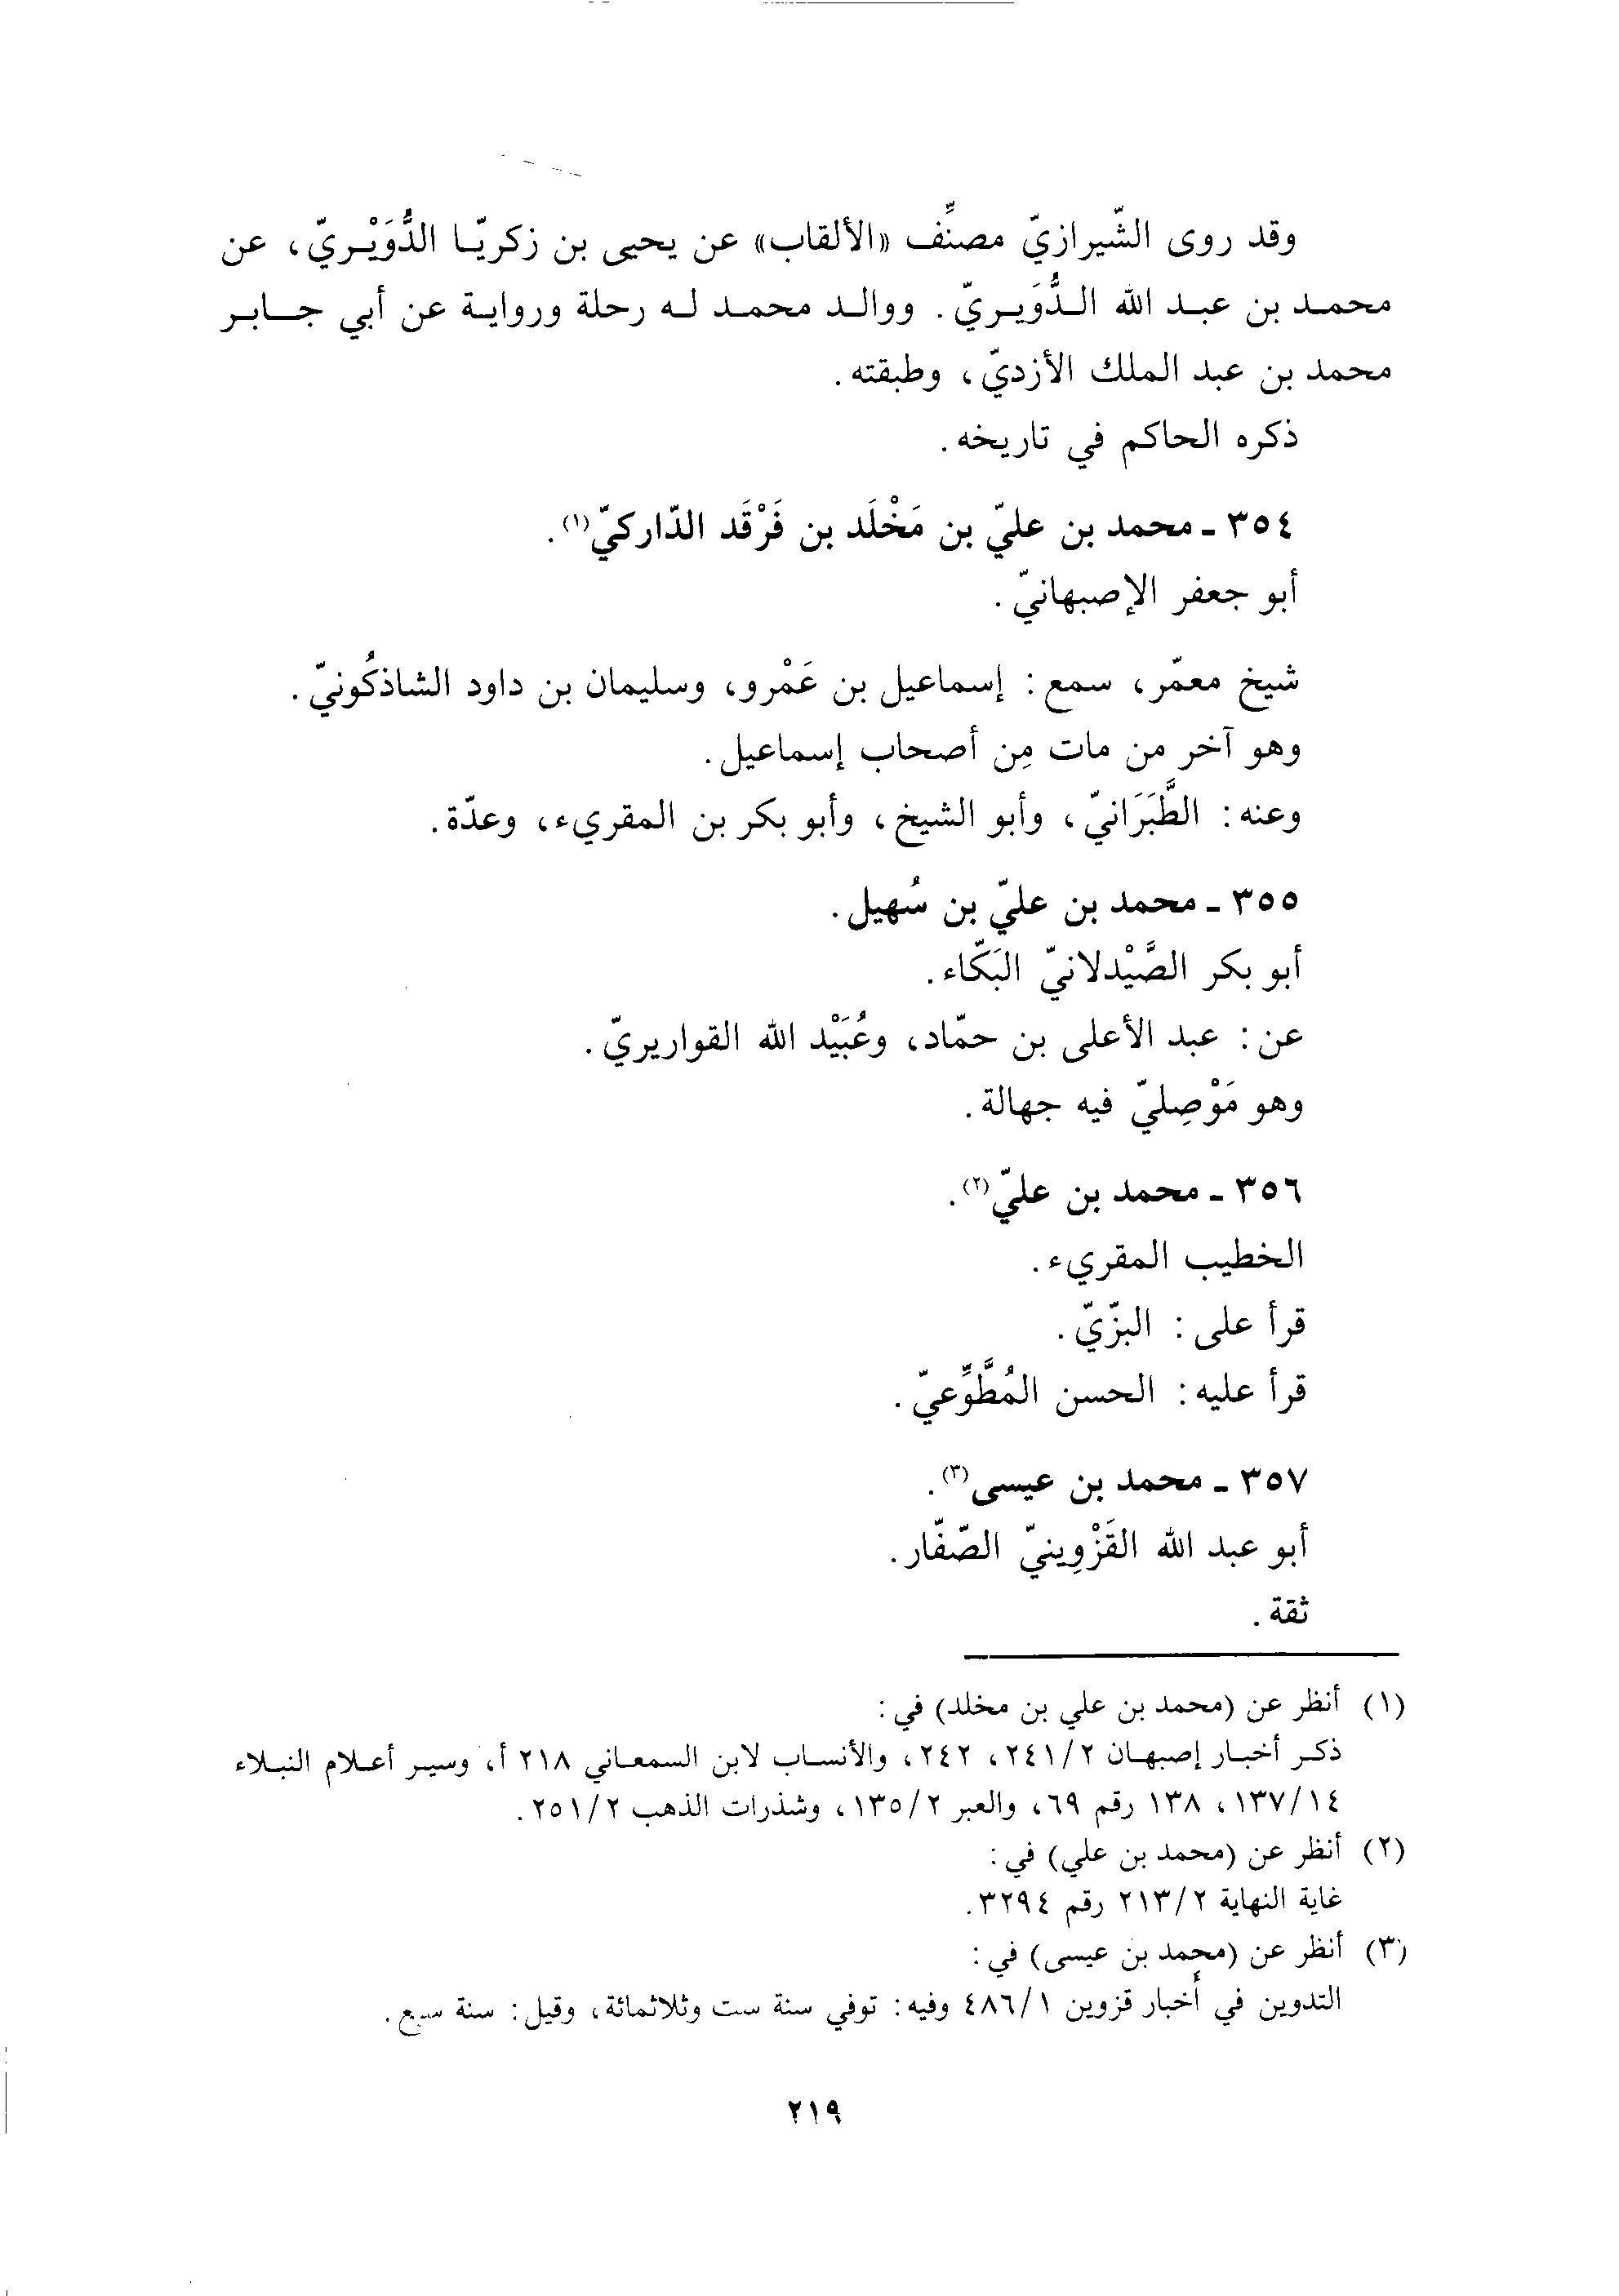 وقد روى الشّيرازيّ مصنِّف «الألقاب» عن يحيى بن زكريّا الدُّوَيْريّ، عن
محمد بن عبد الله الدُّوَيريّ. ووالد محمد له رحلة ورواية عن أبي جابر
محمد بن عبد الملك الأزديّ، وطبقته.
ذكره الحاكم في تاريخه.
٣٥٤ ـ محمد بن عليّ بن مَخْلَد بن فَرْقَد الدّاركيّ(١).
أبو جعفر الإصبهانيّ.
شيخ معمّر، سمع: إسماعيل بن عَمْرو، وسليمان بن داود الشاذكُونيّ.
وهو آخر من مات مِن أصحاب إسماعيل.
وعنه: الطَّبَرَانيّ، وأبو الشيخ، وأبو بكر بن المقريء، وعدّة.
٣٥٥ ـ محمد بن عليّ بن سُهيل.
أبو بكر الصَّيْدلانيّ البَكّاء.
عن: عبد الأعلى بن حمّاد، وعُبَيْد الله القواريريّ.
وهو مَوْصِليّ فيه جهالة.
٣٥٦ ـ محمد بن عليّ(٢).
الخطيب المقريء.
قرأ على: البزّيّ.
قرأ عليه: الحسن المُطَّوِّعيّ.
٣٥٧ ـ محمد بن عيسى(٣).
أبو عبد الله القَزْوِينيّ الصّفّار.
ثقة.
(١) أنظر عن (محمد بن علي بن مخلد) في:
ذكر أخبار إصبهان ٢/٢٤١، ٢٤٢، والأنساب لابن السمعاني ٢١٨ أ، وسير أعلام النبلاء
١٤/١٣٧، ١٣٨ رقم ٦٩، والعبر ٢/١٣٥، وشذرات الذهب ٢/٢٥١.
(٢) أنظر عن (محمد بن علي) في:
غاية النهاية ٢/٢١٣ رقم ٣٢٩٤.
(٣) أنظر عن (محمد بن عيسى) في:
التدوين في أخبار قزوين ١/٤٨٦ وفيه: توفي سنة ست وثلاثمائة، وقيل: سنة سبع.
٢١٩